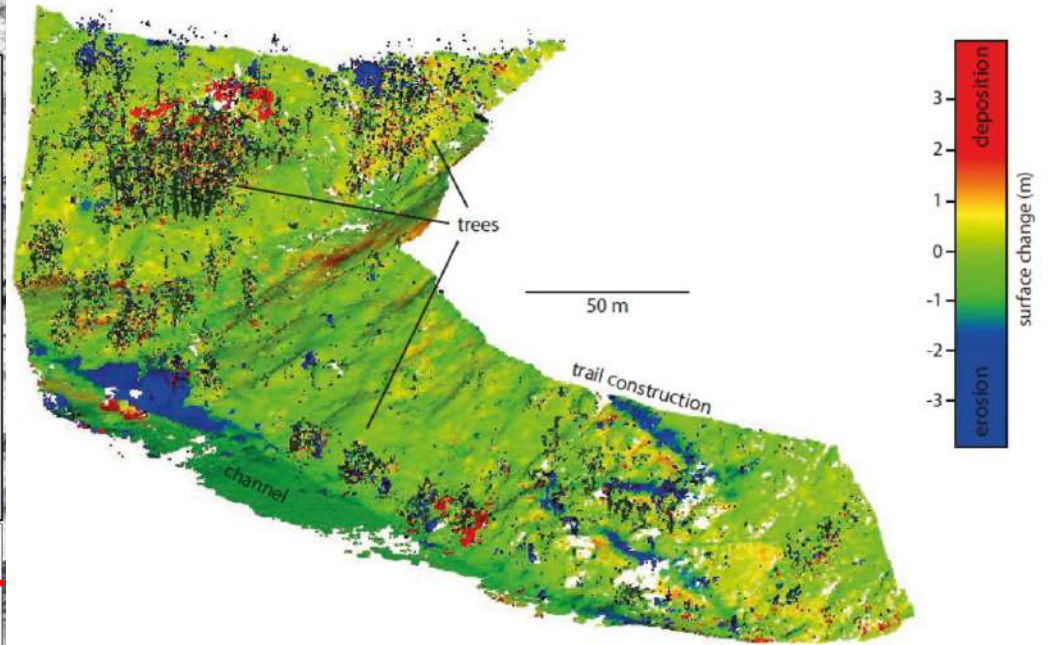 trees
50 m
trail construction
channel
deposition
3
2
1
0
-1
-2
-3
erosion
surface change (m)